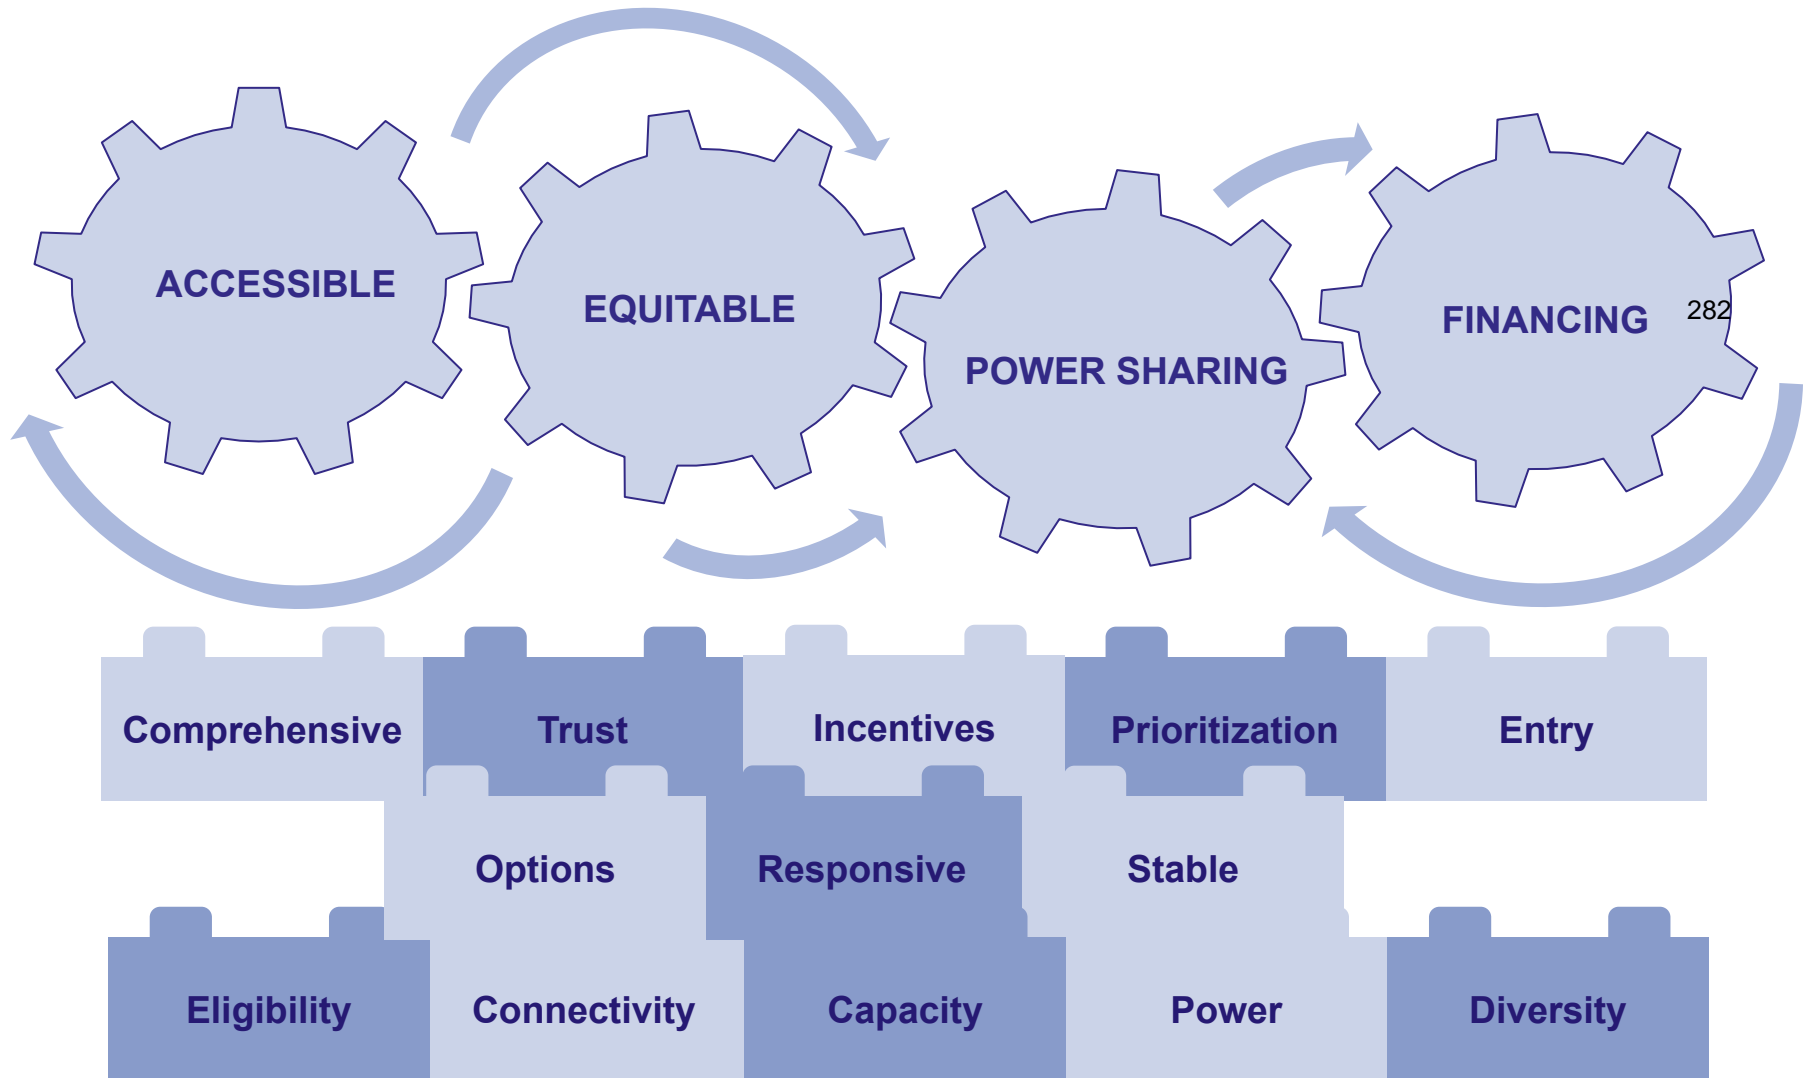 ACCESSIBLE
EQUITABLE
POWER SHARING
FINANCING
282
Comprehensive
Trust
Incentives
Prioritization
Entry
Options
Responsive
Stable
Eligibility
Connectivity
Capacity
Power
Diversity